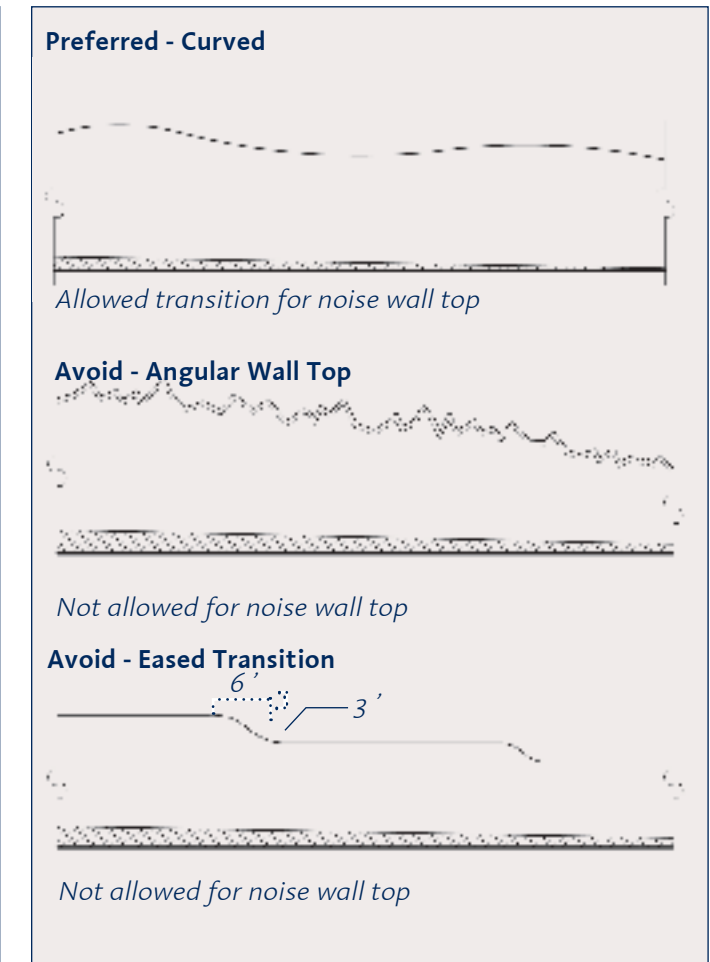 Preferred - Curved
Allowed transition for noise wall top
Avoid - Angular Wall Top
Not allowed for noise wall top
Avoid - Eased Transition
6 ’
3 ’
Not allowed for noise wall top